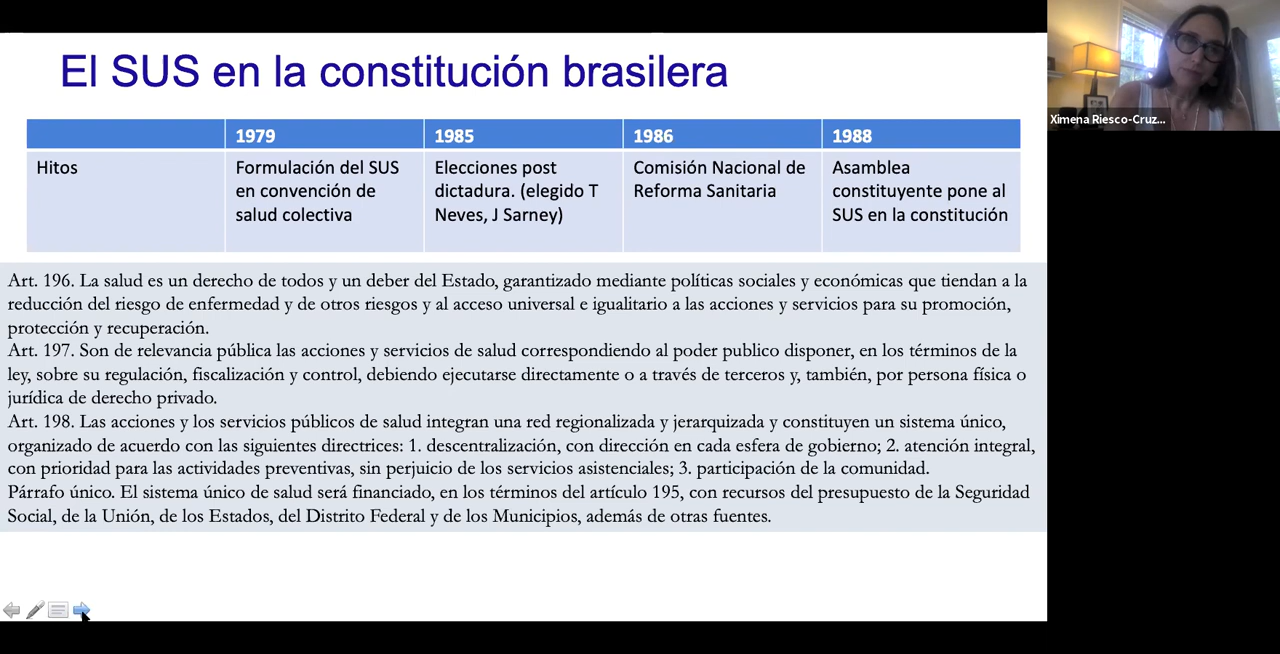 El SUS en la constitución brasilera
1979 1985 1986 1988
Hitos Formulación del SUS Elecciones post Comisión Nacional de Asamblea
en convención de dictadura. (elegido T Reforma Sanitaria constituyente pone al
salud colectiva Neves, J Sarney) SUS en la constitución
Art. 196. La salud es un derecho de todos y un deber del Estado, garantizado mediante políticas sociales y económicas que tiendan a la
reducción del riesgo de enfermedad y de otros riesgos y al acceso universal e igualitario a las acciones y servicios para su promoción,
protección y recuperación.
Art. 197. Son de relevancia pública las acciones y servicios de salud correspondiendo al poder publico disponer, en los términos de la
ley, sobre su regulación, fiscalización y control, debiendo ejecutarse directamente o a través de terceros y, también, por persona física o
jurídica de derecho privado.
Art. 198. Las acciones y los servicios públicos de salud integran una red regionalizada y jerarquizada y constituyen un sistema único,
organizado de acuerdo con las siguientes directrices: 1. descentralización, con dirección en cada esfera de gobierno; 2. atención integral,
con prioridad para las actividades preventivas, sin perjuicio de los servicios asistenciales; 3. participación de la comunidad.
Párrafo único. El sistema único de salud será financiado, en los términos del artículo 195, con recursos del presupuesto de la Seguridad
Social, de la Unión, de los Estados, del Distrito Federal y de los Municipios, además de otras fuentes.
Ximena Riesco-Cruz...